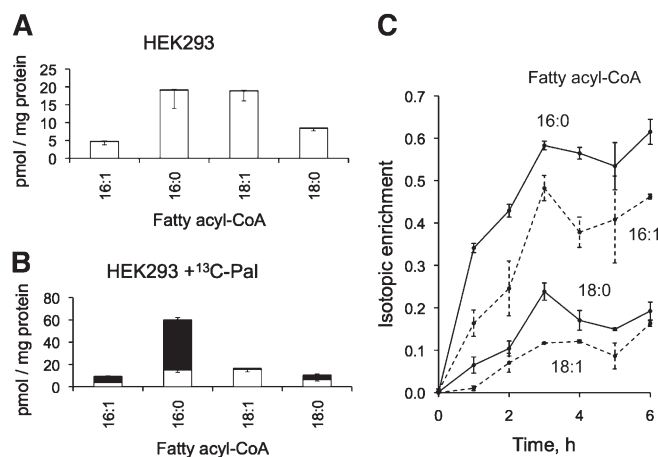 A
HEK293
pmol / mg protein
25
20
15
10
5
0
16:1
16:0
18:1
18:0
Fatty acyl-CoA
B
HEK293 +¹³C-Pal
pmol / mg protein
80
60
40
20
0
16:1
16:0
18:1
18:0
Fatty acyl-CoA
C
Fatty acyl-CoA
Isotopic enrichment
0.7
0.6
0.5
0.4
0.3
0.2
0.1
0.0
16:0
16:1
18:0
18:1
0
2
4
6
Time, h